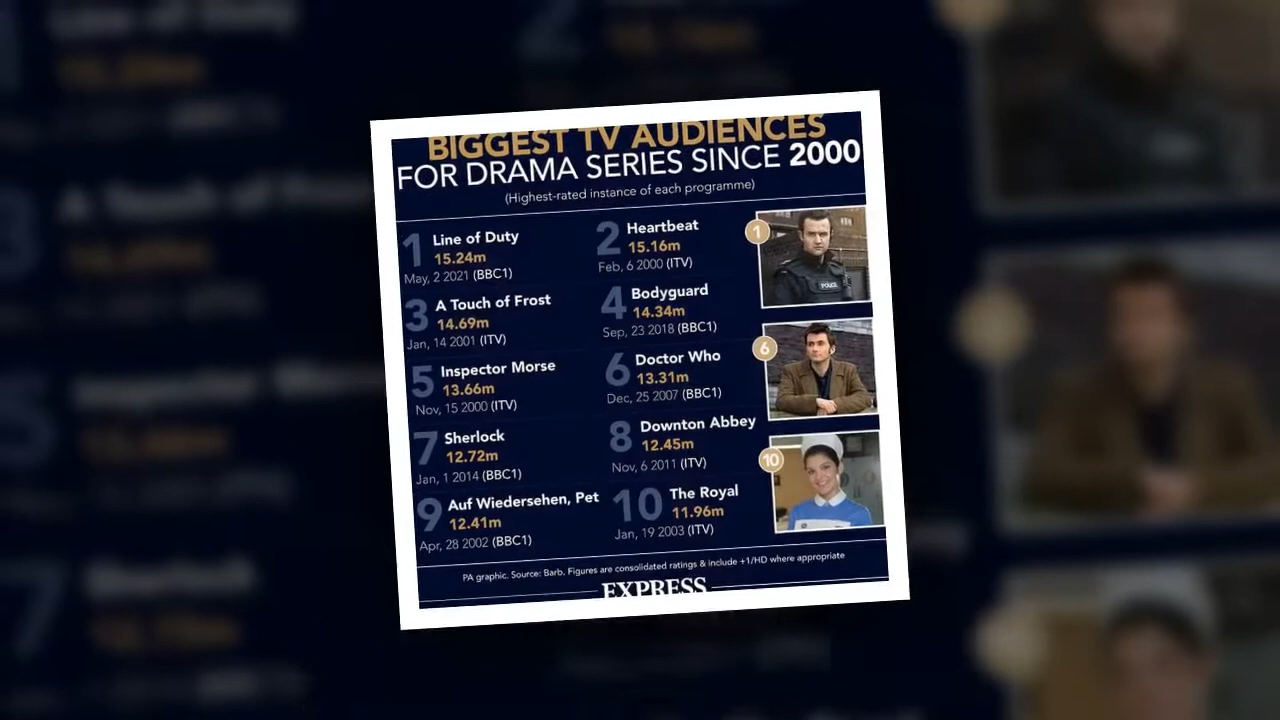 BIGGEST TV AUDIENCES
FOR DRAMA SERIES SINCE 2000
(Highest-rated instance of each programme)
1 Line of Duty
15.24m
May, 2 2021 (BBC1)
2 Heartbeat
15.16m
Feb, 6 2000 (ITV)
3 A Touch of Frost
14.69m
Jan, 14 2001 (ITV)
4 Bodyguard
14.34m
Sep, 23 2018 (BBC1)
5 Inspector Morse
13.66m
Nov, 15 2000 (ITV)
6 Doctor Who
13.31m
Dec, 25 2007 (BBC1)
7 Sherlock
12.72m
Jan, 1 2014 (BBC1)
8 Downton Abbey
12.45m
Nov, 6 2011 (ITV)
9 Auf Wiedersehen, Pet
12.41m
Apr, 28 2002 (BBC1)
10 The Royal
11.96m
Jan, 19 2003 (ITV)
1
POLICE
6
10
PA graphic. Source: Barb. Figures are consolidated ratings & include +1/HD where appropriate
EXPRESS